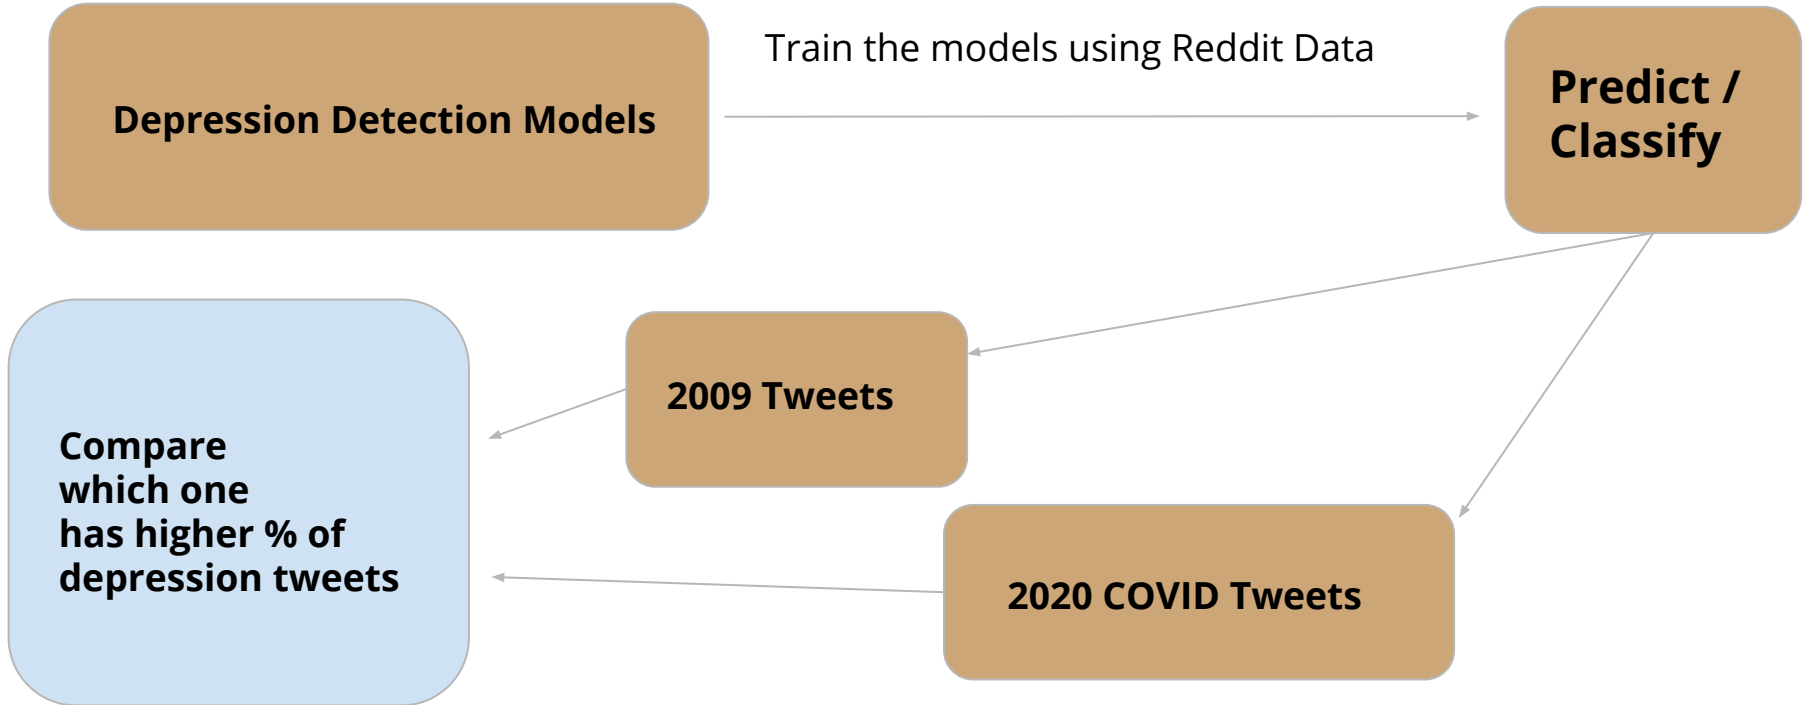 Depression Detection Models
Train the models using Reddit Data
Predict /
Classify
2009 Tweets
2020 COVID Tweets
Compare
which one
has higher % of
depression tweets